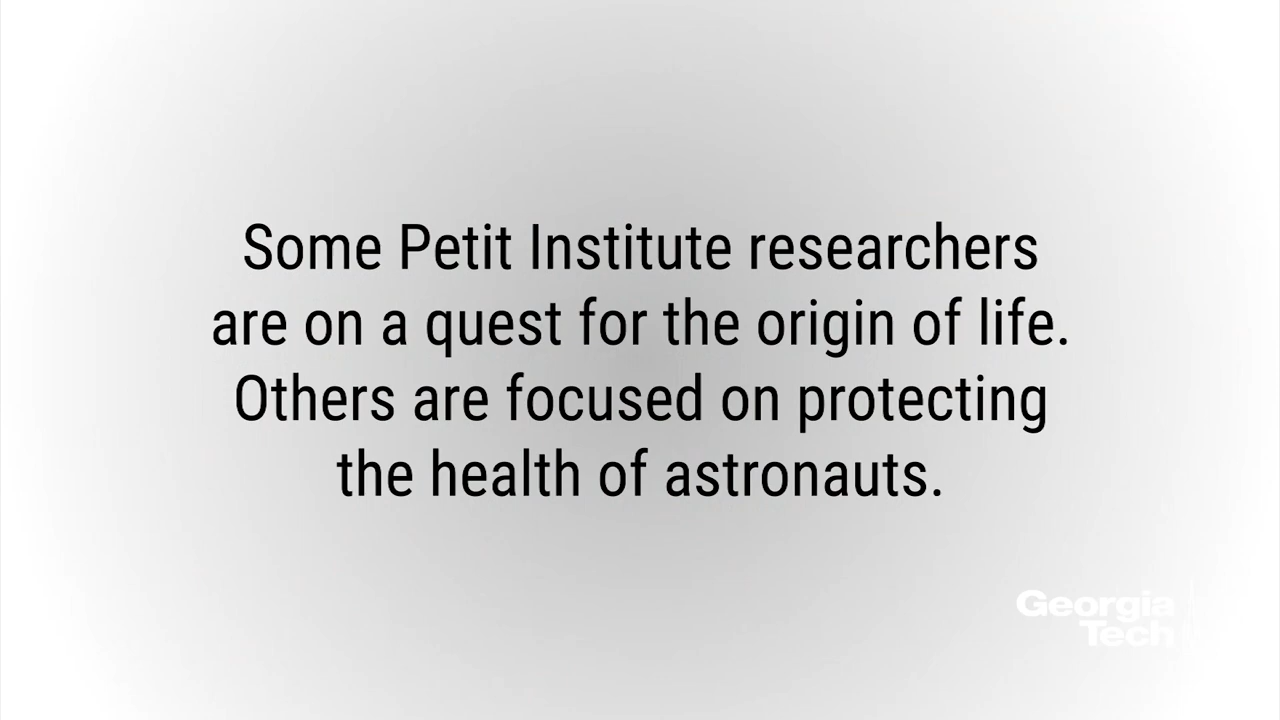 Some Petit Institute researchers
are on a quest for the origin of life.
Others are focused on protecting
the health of astronauts.
Georgia
Tech